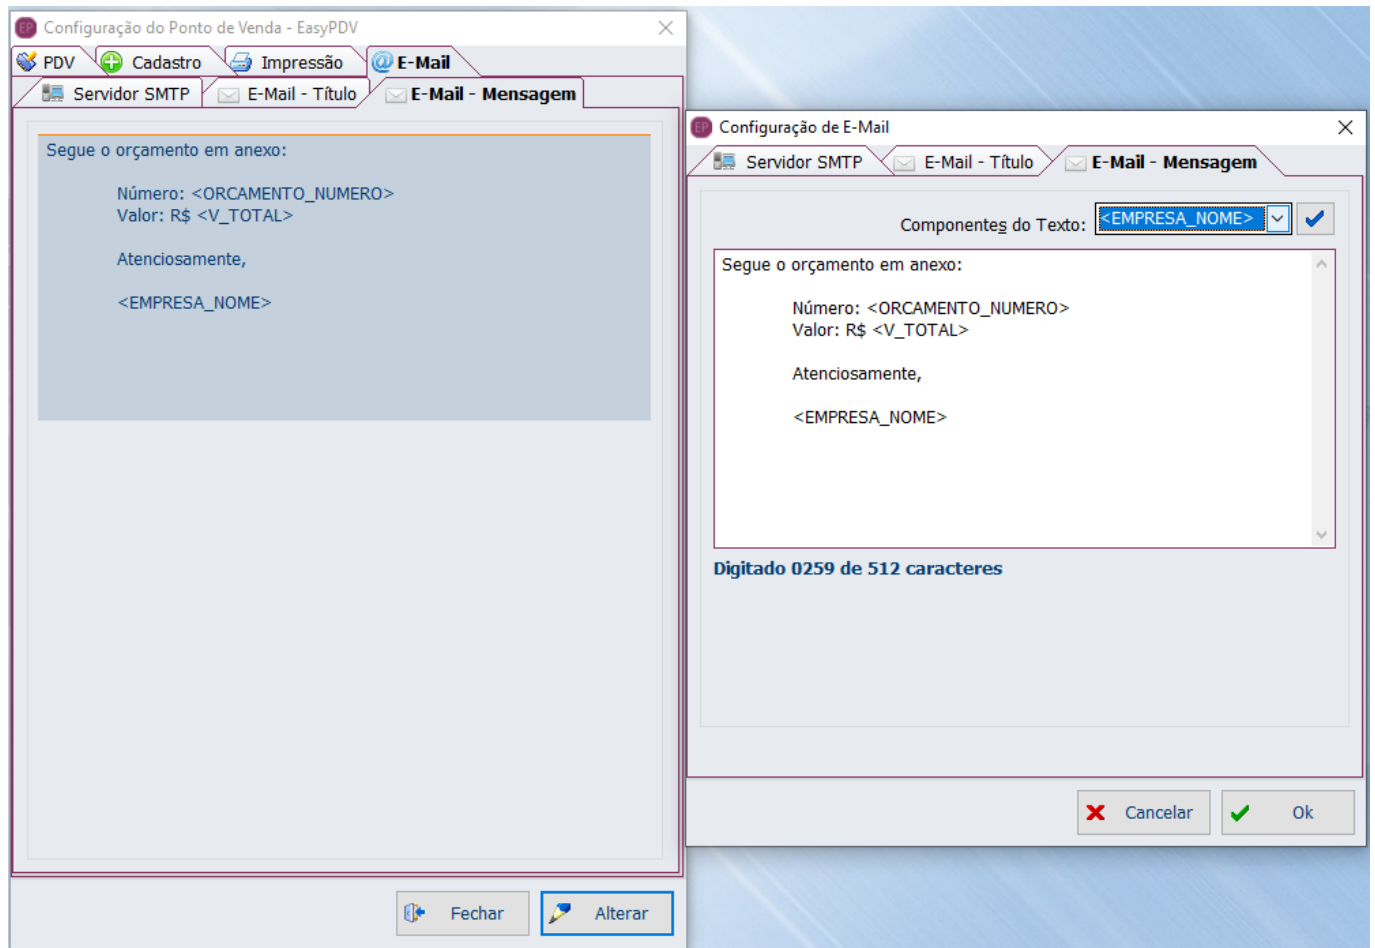 EP Configuração do Ponto de Venda - EasyPDV
PDV Cadastro Impressão @ E-Mail
Servidor SMTP E-Mail - Título E-Mail - Mensagem
Segue o orçamento em anexo:
Número: <ORCAMENTO_NUMERO>
Valor: R$ <V_TOTAL>
Atenciosamente,
<EMPRESA_NOME>
Fechar Alterar
EP Configuração de E-Mail
Servidor SMTP E-Mail - Título E-Mail - Mensagem
Componentes do Texto: <EMPRESA_NOME>
Segue o orçamento em anexo:
Número: <ORCAMENTO_NUMERO>
Valor: R$ <V_TOTAL>
Atenciosamente,
<EMPRESA_NOME>
Digitado 0259 de 512 caracteres
Cancelar Ok